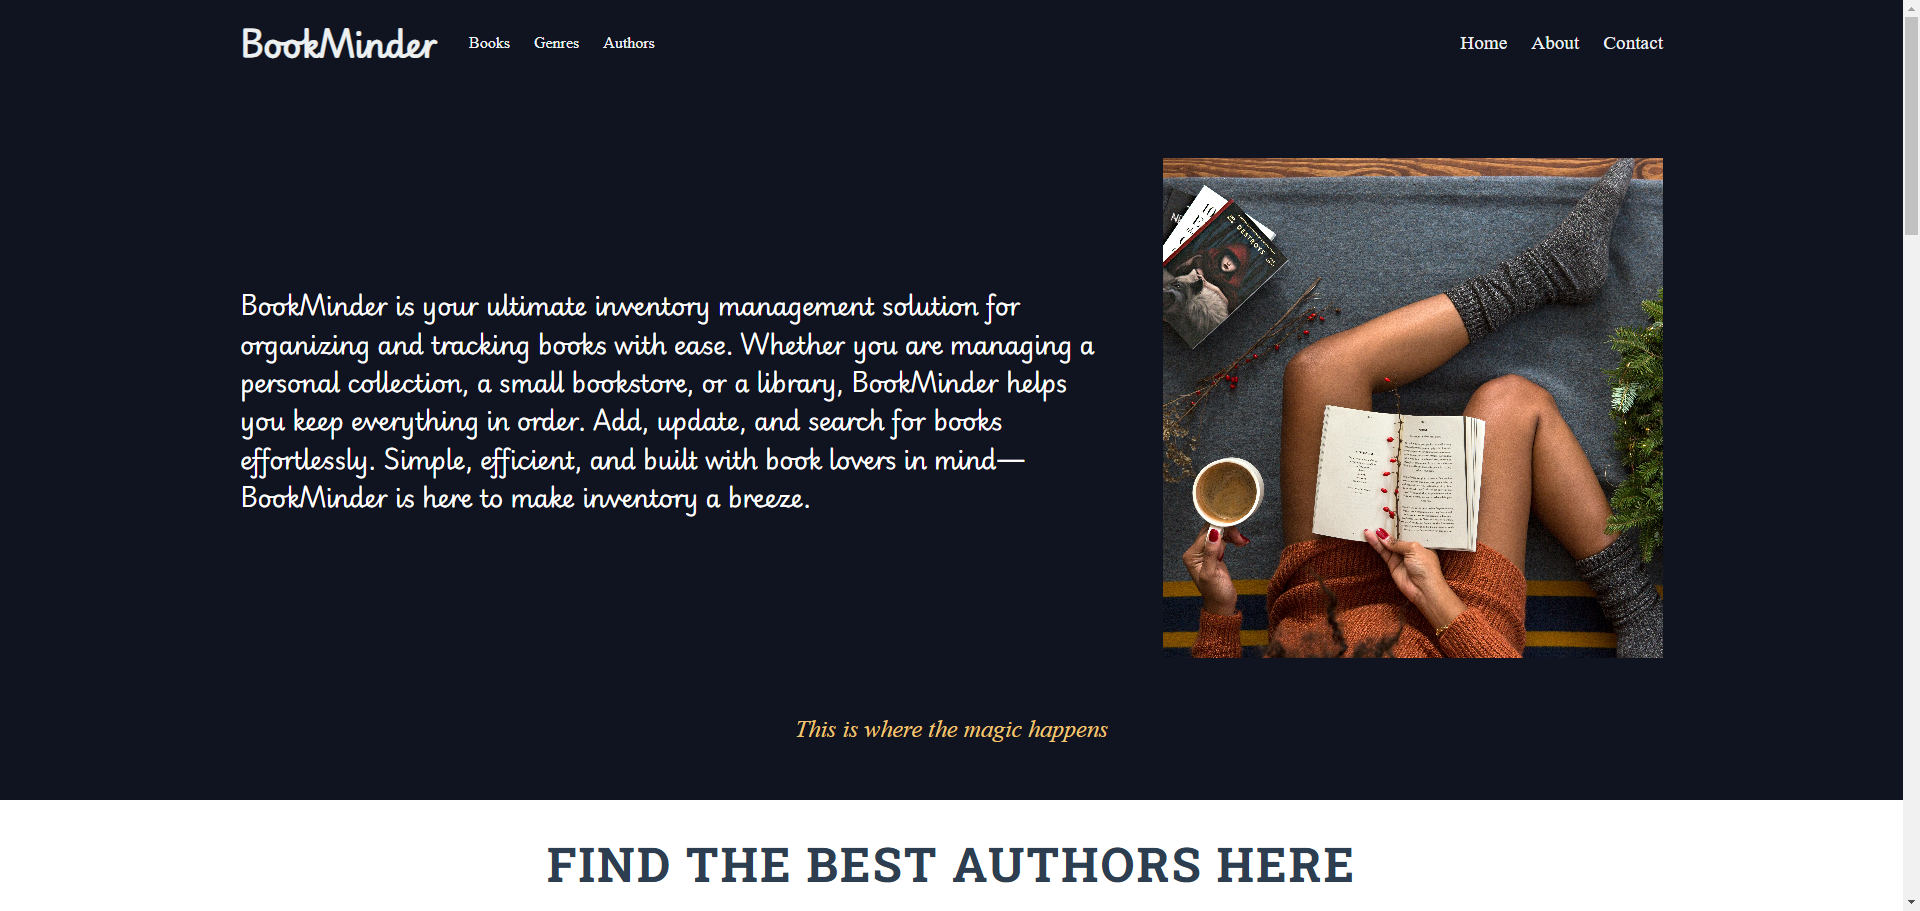 BookMinder Books Genres Authors Home About Contact
DESTROYS
BookMinder is your ultimate inventory management solution for
organizing and tracking books with ease. Whether you are managing a
personal collection, a small bookstore, or a library, BookMinder helps
you keep everything in order. Add, update, and search for books
effortlessly. Simple, efficient, and built with book lovers in mind—
BookMinder is here to make inventory a breeze.
This is where the magic happens
FIND THE BEST AUTHORS HERE